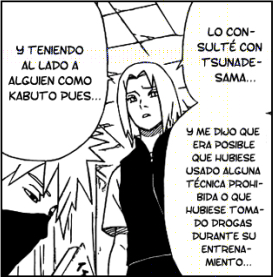 LO CON-
SULTÉ CON
TSUNADE-
SAMA...
Y ME DIJO QUE
ERA POSIBLE
QUE HUBIESE
USADO ALGUNA
TÉCNICA PROHI-
BIDA O QUE
HUBIESE TOMA-
DO DROGAS
DURANTE SU
ENTRENA-
MIENTO...
Y TENIENDO
AL LADO A
ALGUIEN COMO
KABUTO PUES...